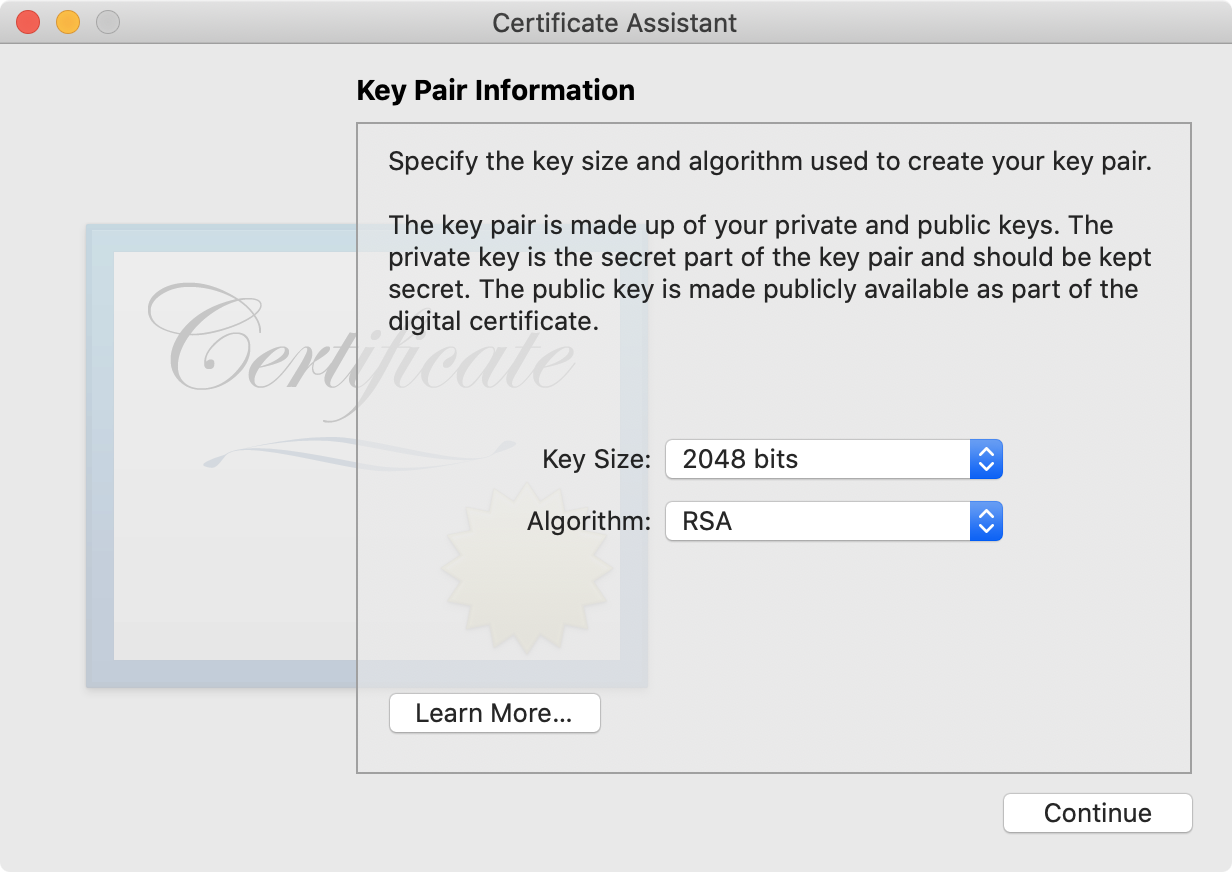 Certificate Assistant
Key Pair Information
Specify the key size and algorithm used to create your key pair.
The key pair is made up of your private and public keys. The
private key is the secret part of the key pair and should be kept
secret. The public key is made publicly available as part of the
digital certificate.
Certificate
Key Size: 2048 bits
Algorithm: RSA
Learn More...
Continue